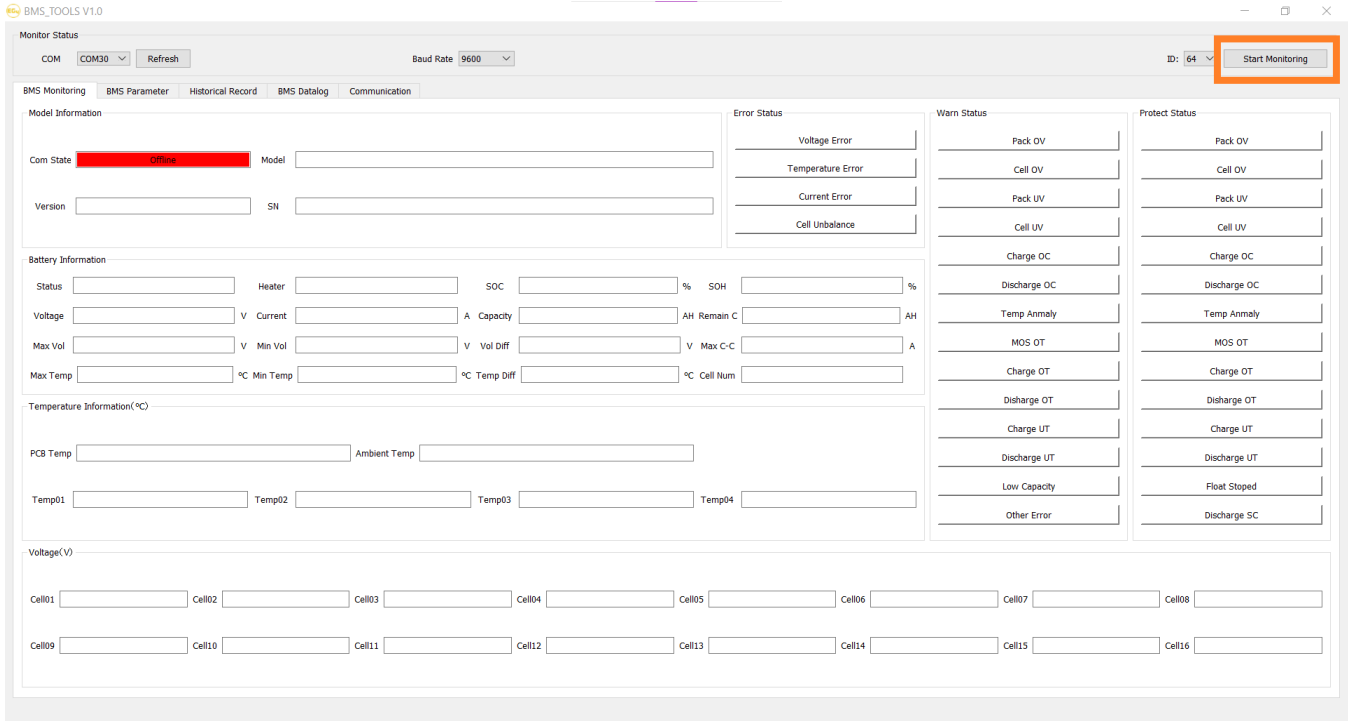 BMS_TOOLS V1.0
Monitor Status
COM COM30 Refresh Baud Rate 9600 ID: 64 Start Monitoring
BMS Monitoring BMS Parameter Historical Record BMS Datalog Communication
Model Information
Com State Offline Model
Version SN
Error Status
Voltage Error
Temperature Error
Current Error
Cell Unbalance
Warn Status
Pack OV
Cell OV
Pack UV
Cell UV
Charge OC
Discharge OC
Temp Anmaly
MOS OT
Charge OT
Disharge OT
Charge UT
Discharge UT
Low Capacity
Other Error
Protect Status
Pack OV
Cell OV
Pack UV
Cell UV
Charge OC
Discharge OC
Temp Anmaly
MOS OT
Charge OT
Disharge OT
Charge UT
Discharge UT
Float Stoped
Discharge SC
Battery Information
Status Heater SOC % SOH %
Voltage V Current A Capacity AH Remain C AH
Max Vol V Min Vol V Vol Diff V Max C-C A
Max Temp ºC Min Temp ºC Temp Diff ºC Cell Num
Temperature Information(ºC)
PCB Temp Ambient Temp
Temp01 Temp02 Temp03 Temp04
Voltage(V)
Cell01 Cell02 Cell03 Cell04 Cell05 Cell06 Cell07 Cell08
Cell09 Cell10 Cell11 Cell12 Cell13 Cell14 Cell15 Cell16